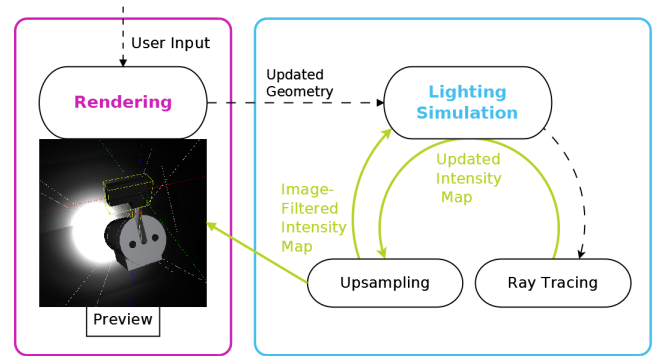 User Input
Rendering
Updated
Geometry
Lighting
Simulation
Image-
Filtered
Intensity
Map
Updated
Intensity
Map
Upsampling
Ray Tracing
Preview